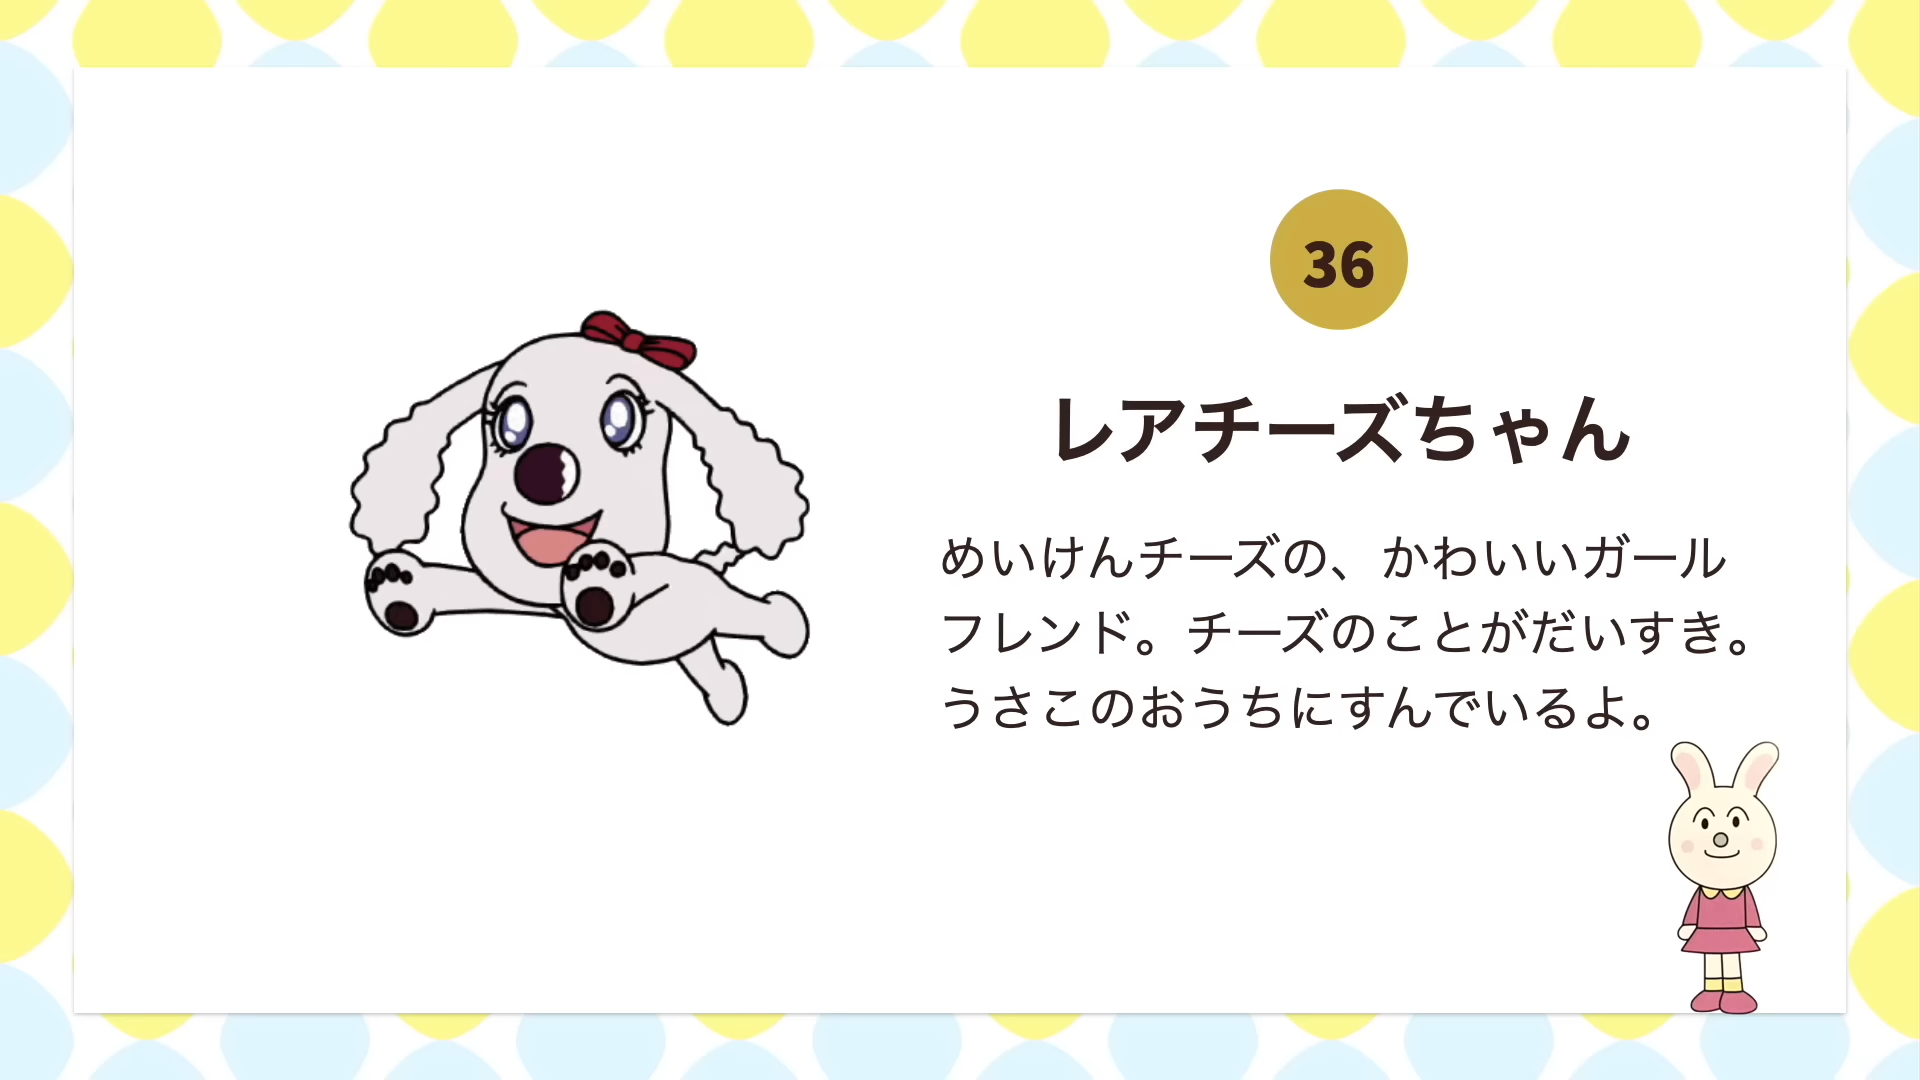 36
レアチーズちゃん
めいけんチーズの、かわいいガール
フレンド。チーズのことがだいすき。
うさこのおうちにすんでいるよ。